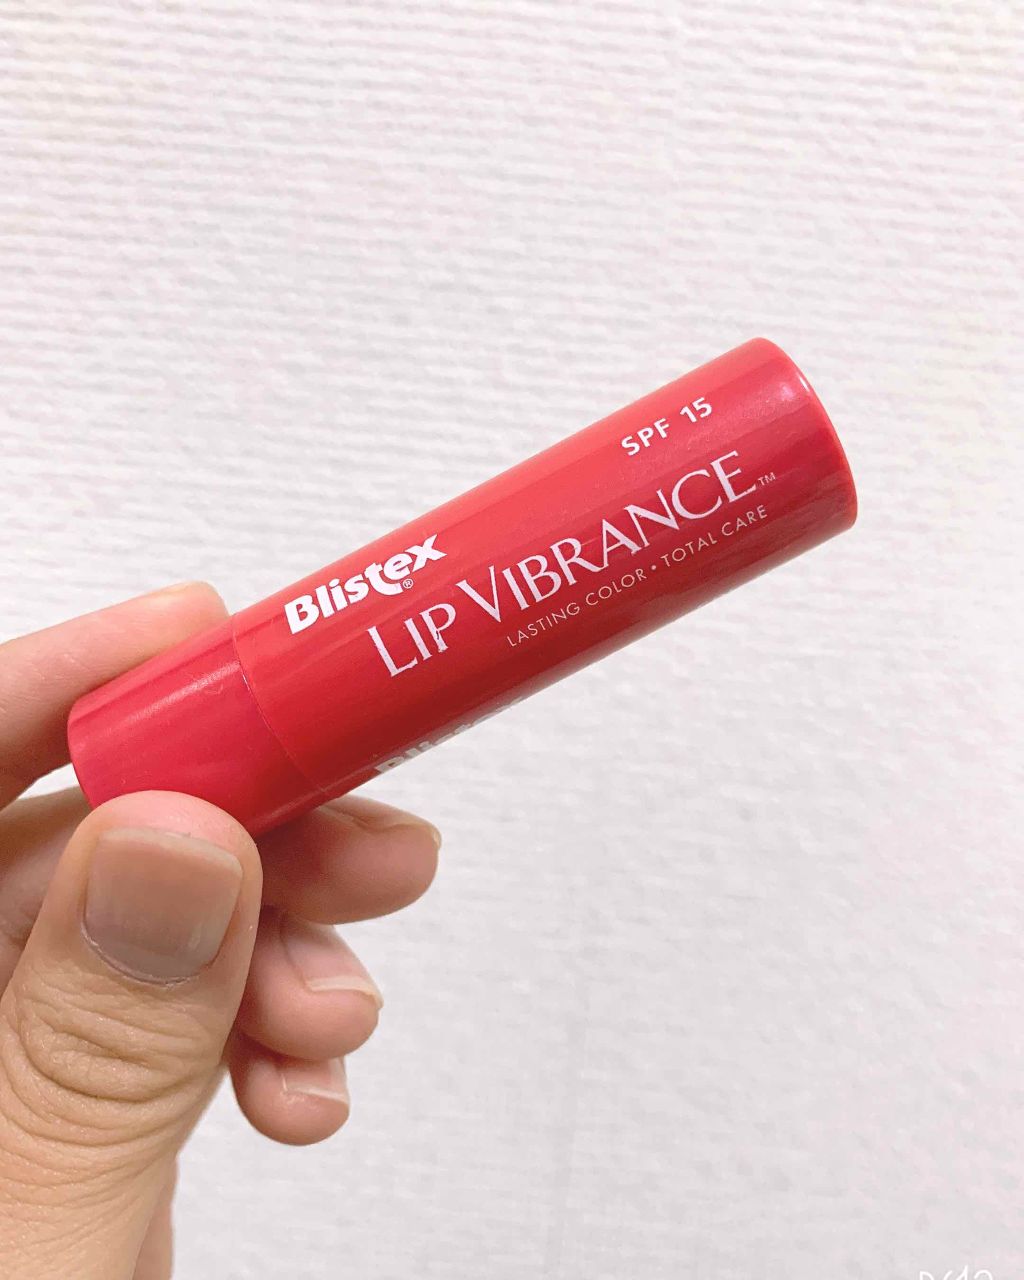 SPF 15
Blistex®
LIP VIBRANCE™
LASTING COLOR • TOTAL CARE